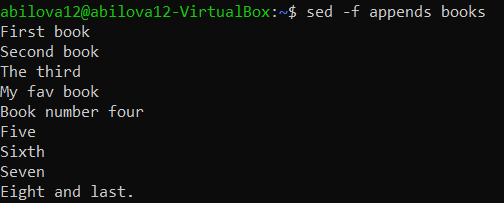 abilova12@abilova12-VirtualBox:~$ sed -f appends books
First book
Second book
The third
My fav book
Book number four
Five
Sixth
Seven
Eight and last.